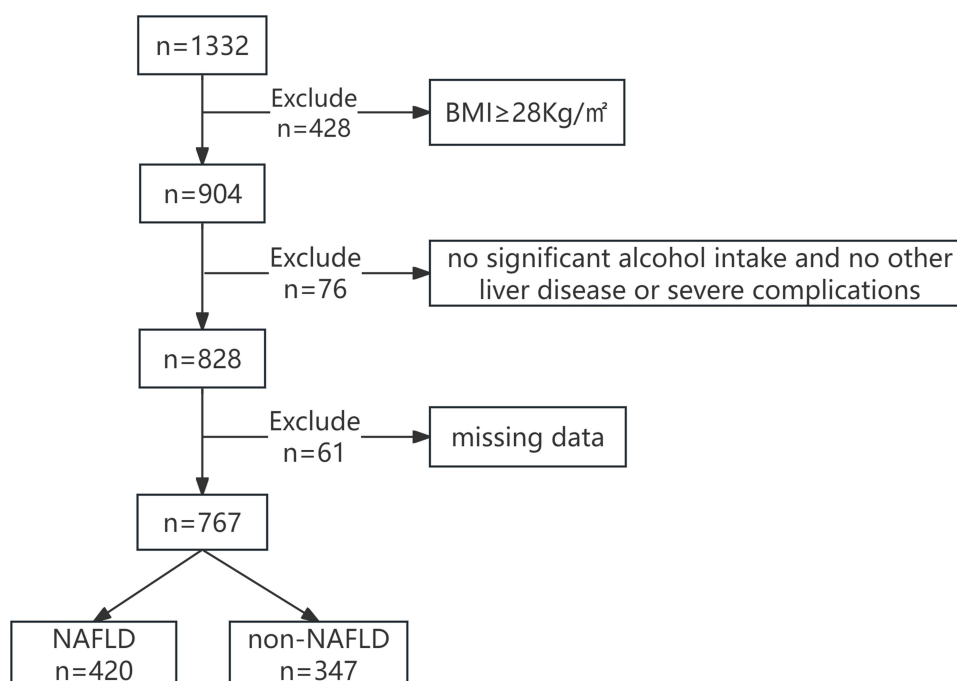 n=1332
Exclude
n=428
BMI≥28Kg/㎡
n=904
Exclude
n=76
no significant alcohol intake and no other
liver disease or severe complications
n=828
Exclude
n=61
missing data
n=767
NAFLD
n=420
non-NAFLD
n=347